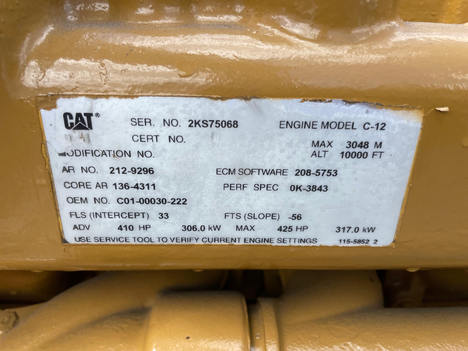 CAT SER. NO. 2KS75068 ENGINE MODEL C-12
CERT NO. MAX 3048 M
MODIFICATION NO. ALT 10000 FT
AR NO. 212-9296 ECM SOFTWARE 208-5753
CORE AR 136-4311 PERF SPEC 0K-3843
OEM NO. C01-00030-222
FLS (INTERCEPT) 33 FTS (SLOPE) -56
ADV 410 HP 306.0 kW MAX 425 HP 317.0 kW
USE SERVICE TOOL TO VERIFY CURRENT ENGINE SETTINGS 115-5852 2